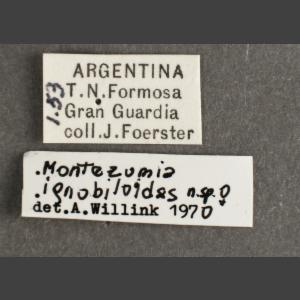 ARGENTINA
T.N.Formosa
Gran Guardia
coll.J.Foerster
1.53
.Montezumia
.ignobiloides n.sp.♀
det.A.Willink 1970